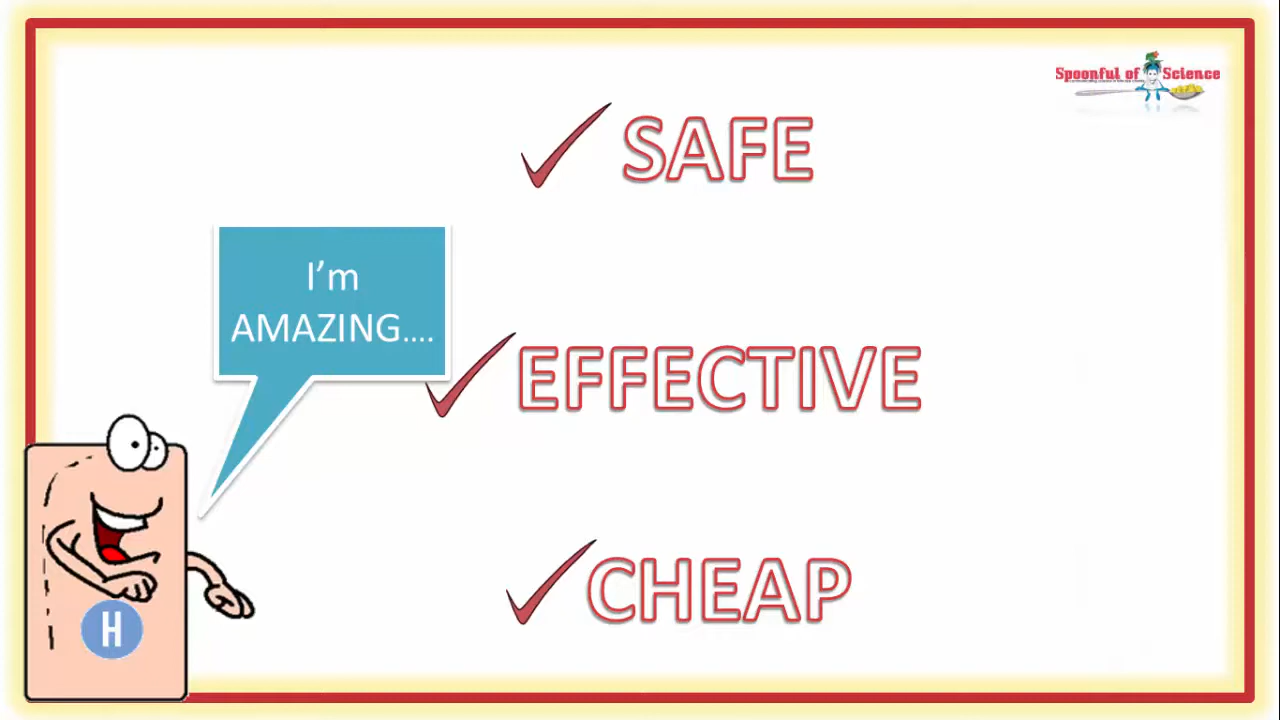 Spoonful of Science
SAFE
I'm
AMAZING....
EFFECTIVE
CHEAP
H